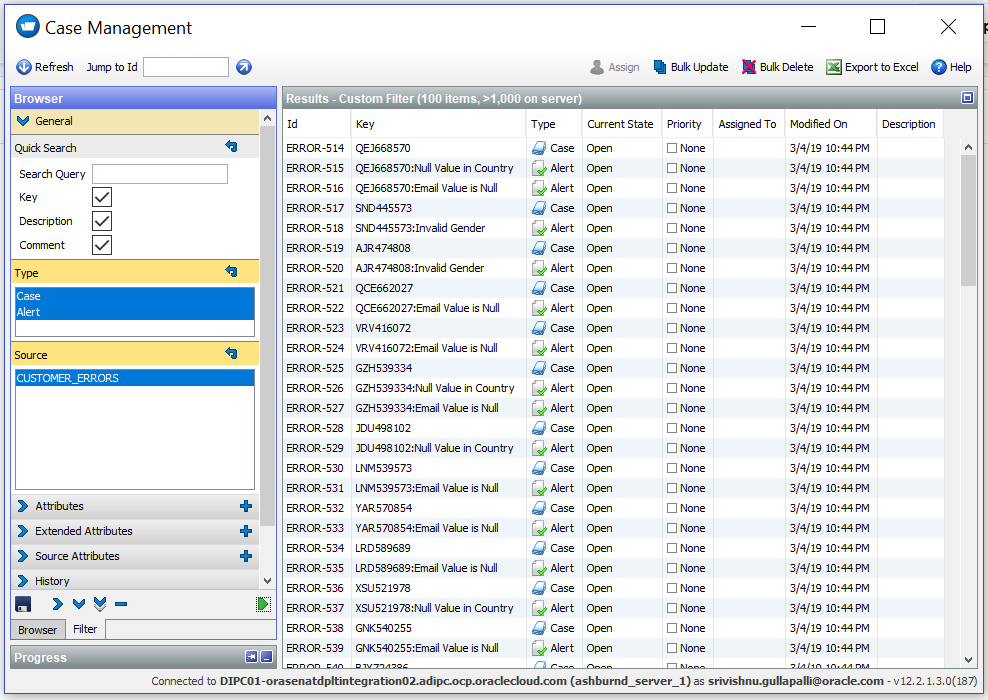 Case Management
Refresh Jump to Id Assign Bulk Update Bulk Delete Export to Excel Help
Browser
General
Quick Search
Search Query
Key
Description
Comment
Type
Case
Alert
Source
CUSTOMER_ERRORS
Attributes
Extended Attributes
Source Attributes
History
Browser Filter
Progress
Results - Custom Filter (100 items, >1,000 on server)
Id Key Type Current State Priority Assigned To Modified On Description
ERROR-514 QEJ668570 Case Open None 3/4/19 10:44 PM
ERROR-515 QEJ668570:Null Value in Country Alert Open None 3/4/19 10:44 PM
ERROR-516 QEJ668570:Email Value is Null Alert Open None 3/4/19 10:44 PM
ERROR-517 SND445573 Case Open None 3/4/19 10:44 PM
ERROR-518 SND445573:Invalid Gender Alert Open None 3/4/19 10:44 PM
ERROR-519 AJR474808 Case Open None 3/4/19 10:44 PM
ERROR-520 AJR474808:Invalid Gender Alert Open None 3/4/19 10:44 PM
ERROR-521 QCE662027 Case Open None 3/4/19 10:44 PM
ERROR-522 QCE662027:Email Value is Null Alert Open None 3/4/19 10:44 PM
ERROR-523 VRV416072 Case Open None 3/4/19 10:44 PM
ERROR-524 VRV416072:Email Value is Null Alert Open None 3/4/19 10:44 PM
ERROR-525 GZH539334 Case Open None 3/4/19 10:44 PM
ERROR-526 GZH539334:Null Value in Country Alert Open None 3/4/19 10:44 PM
ERROR-527 GZH539334:Email Value is Null Alert Open None 3/4/19 10:44 PM
ERROR-528 JDU498102 Case Open None 3/4/19 10:44 PM
ERROR-529 JDU498102:Null Value in Country Alert Open None 3/4/19 10:44 PM
ERROR-530 LNM539573 Case Open None 3/4/19 10:44 PM
ERROR-531 LNM539573:Email Value is Null Alert Open None 3/4/19 10:44 PM
ERROR-532 YAR570854 Case Open None 3/4/19 10:44 PM
ERROR-533 YAR570854:Email Value is Null Alert Open None 3/4/19 10:44 PM
ERROR-534 LRD589689 Case Open None 3/4/19 10:44 PM
ERROR-535 LRD589689:Email Value is Null Alert Open None 3/4/19 10:44 PM
ERROR-536 XSU521978 Case Open None 3/4/19 10:44 PM
ERROR-537 XSU521978:Null Value in Country Alert Open None 3/4/19 10:44 PM
ERROR-538 GNK540255 Case Open None 3/4/19 10:44 PM
ERROR-539 GNK540255:Email Value is Null Alert Open None 3/4/19 10:44 PM
ERROR-540 Case Open None 3/4/19 10:44 PM
Connected to DIPC01-orasenatdpltintegration02.adipc.ocp.oraclecloud.com (ashburnd_server_1) as srivishnu.gullapalli@oracle.com - v12.2.1.3.0(187)